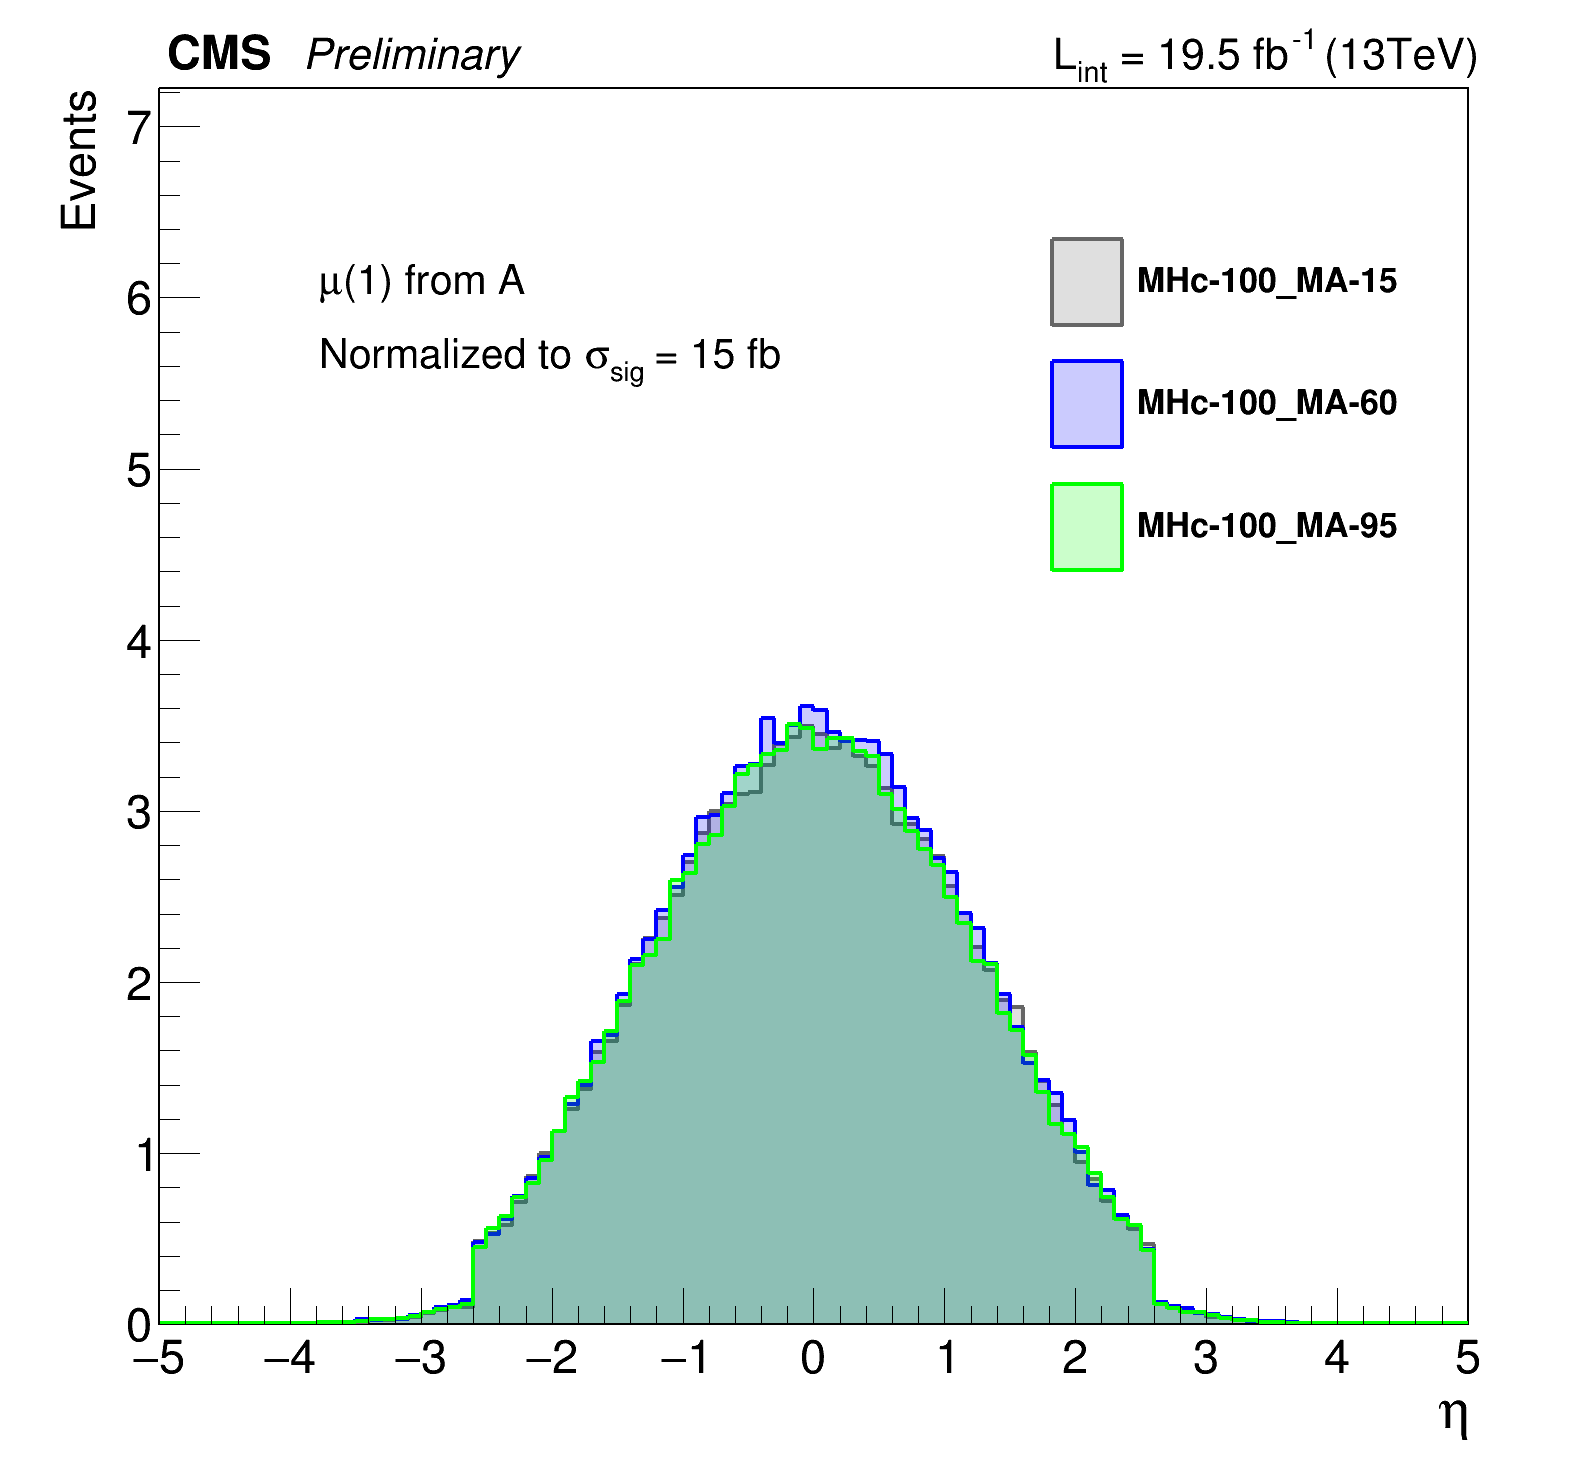 CMS Preliminary
L_int = 19.5 fb^-1 (13TeV)
Events
7
6
5
4
3
2
1
0
μ(1) from A
Normalized to σ_sig = 15 fb
MHc-100_MA-15
MHc-100_MA-60
MHc-100_MA-95
−5 −4 −3 −2 −1 0 1 2 3 4 5
η